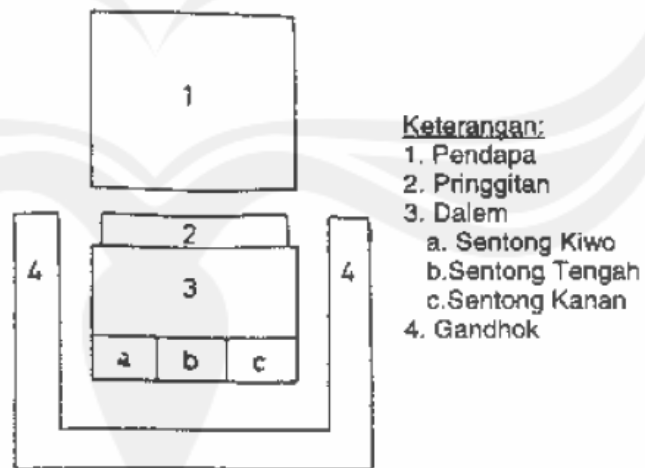 1
2
3
4
4
a
b
c
Keterangan:
1. Pendapa
2. Pringgitan
3. Dalem
a. Sentong Kiwo
b.Sentong Tengah
c.Sentong Kanan
4. Gandhok